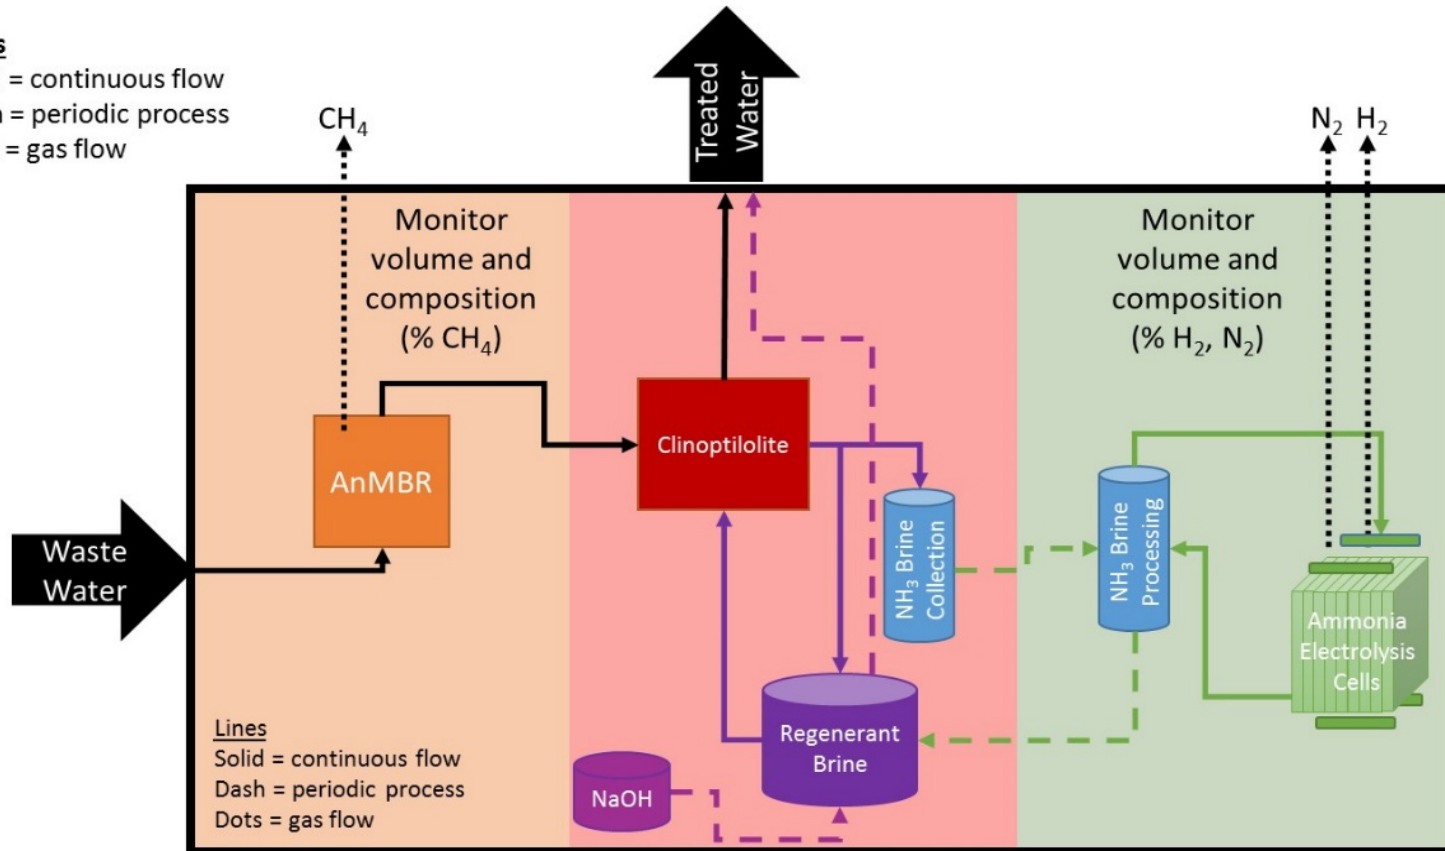 = continuous flow
= periodic process
= gas flow
CH₄
Treated
Water
N₂ H₂
Monitor
volume and
composition
(% CH₄)
Monitor
volume and
composition
(% H₂, N₂)
Clinoptilolite
AnMBR
Waste
Water
NH₃ Brine
Collection
NH₃ Brine
Processing
Ammonia
Electrolysis
Cells
Regenerant
Brine
NaOH
Lines
Solid = continuous flow
Dash = periodic process
Dots = gas flow